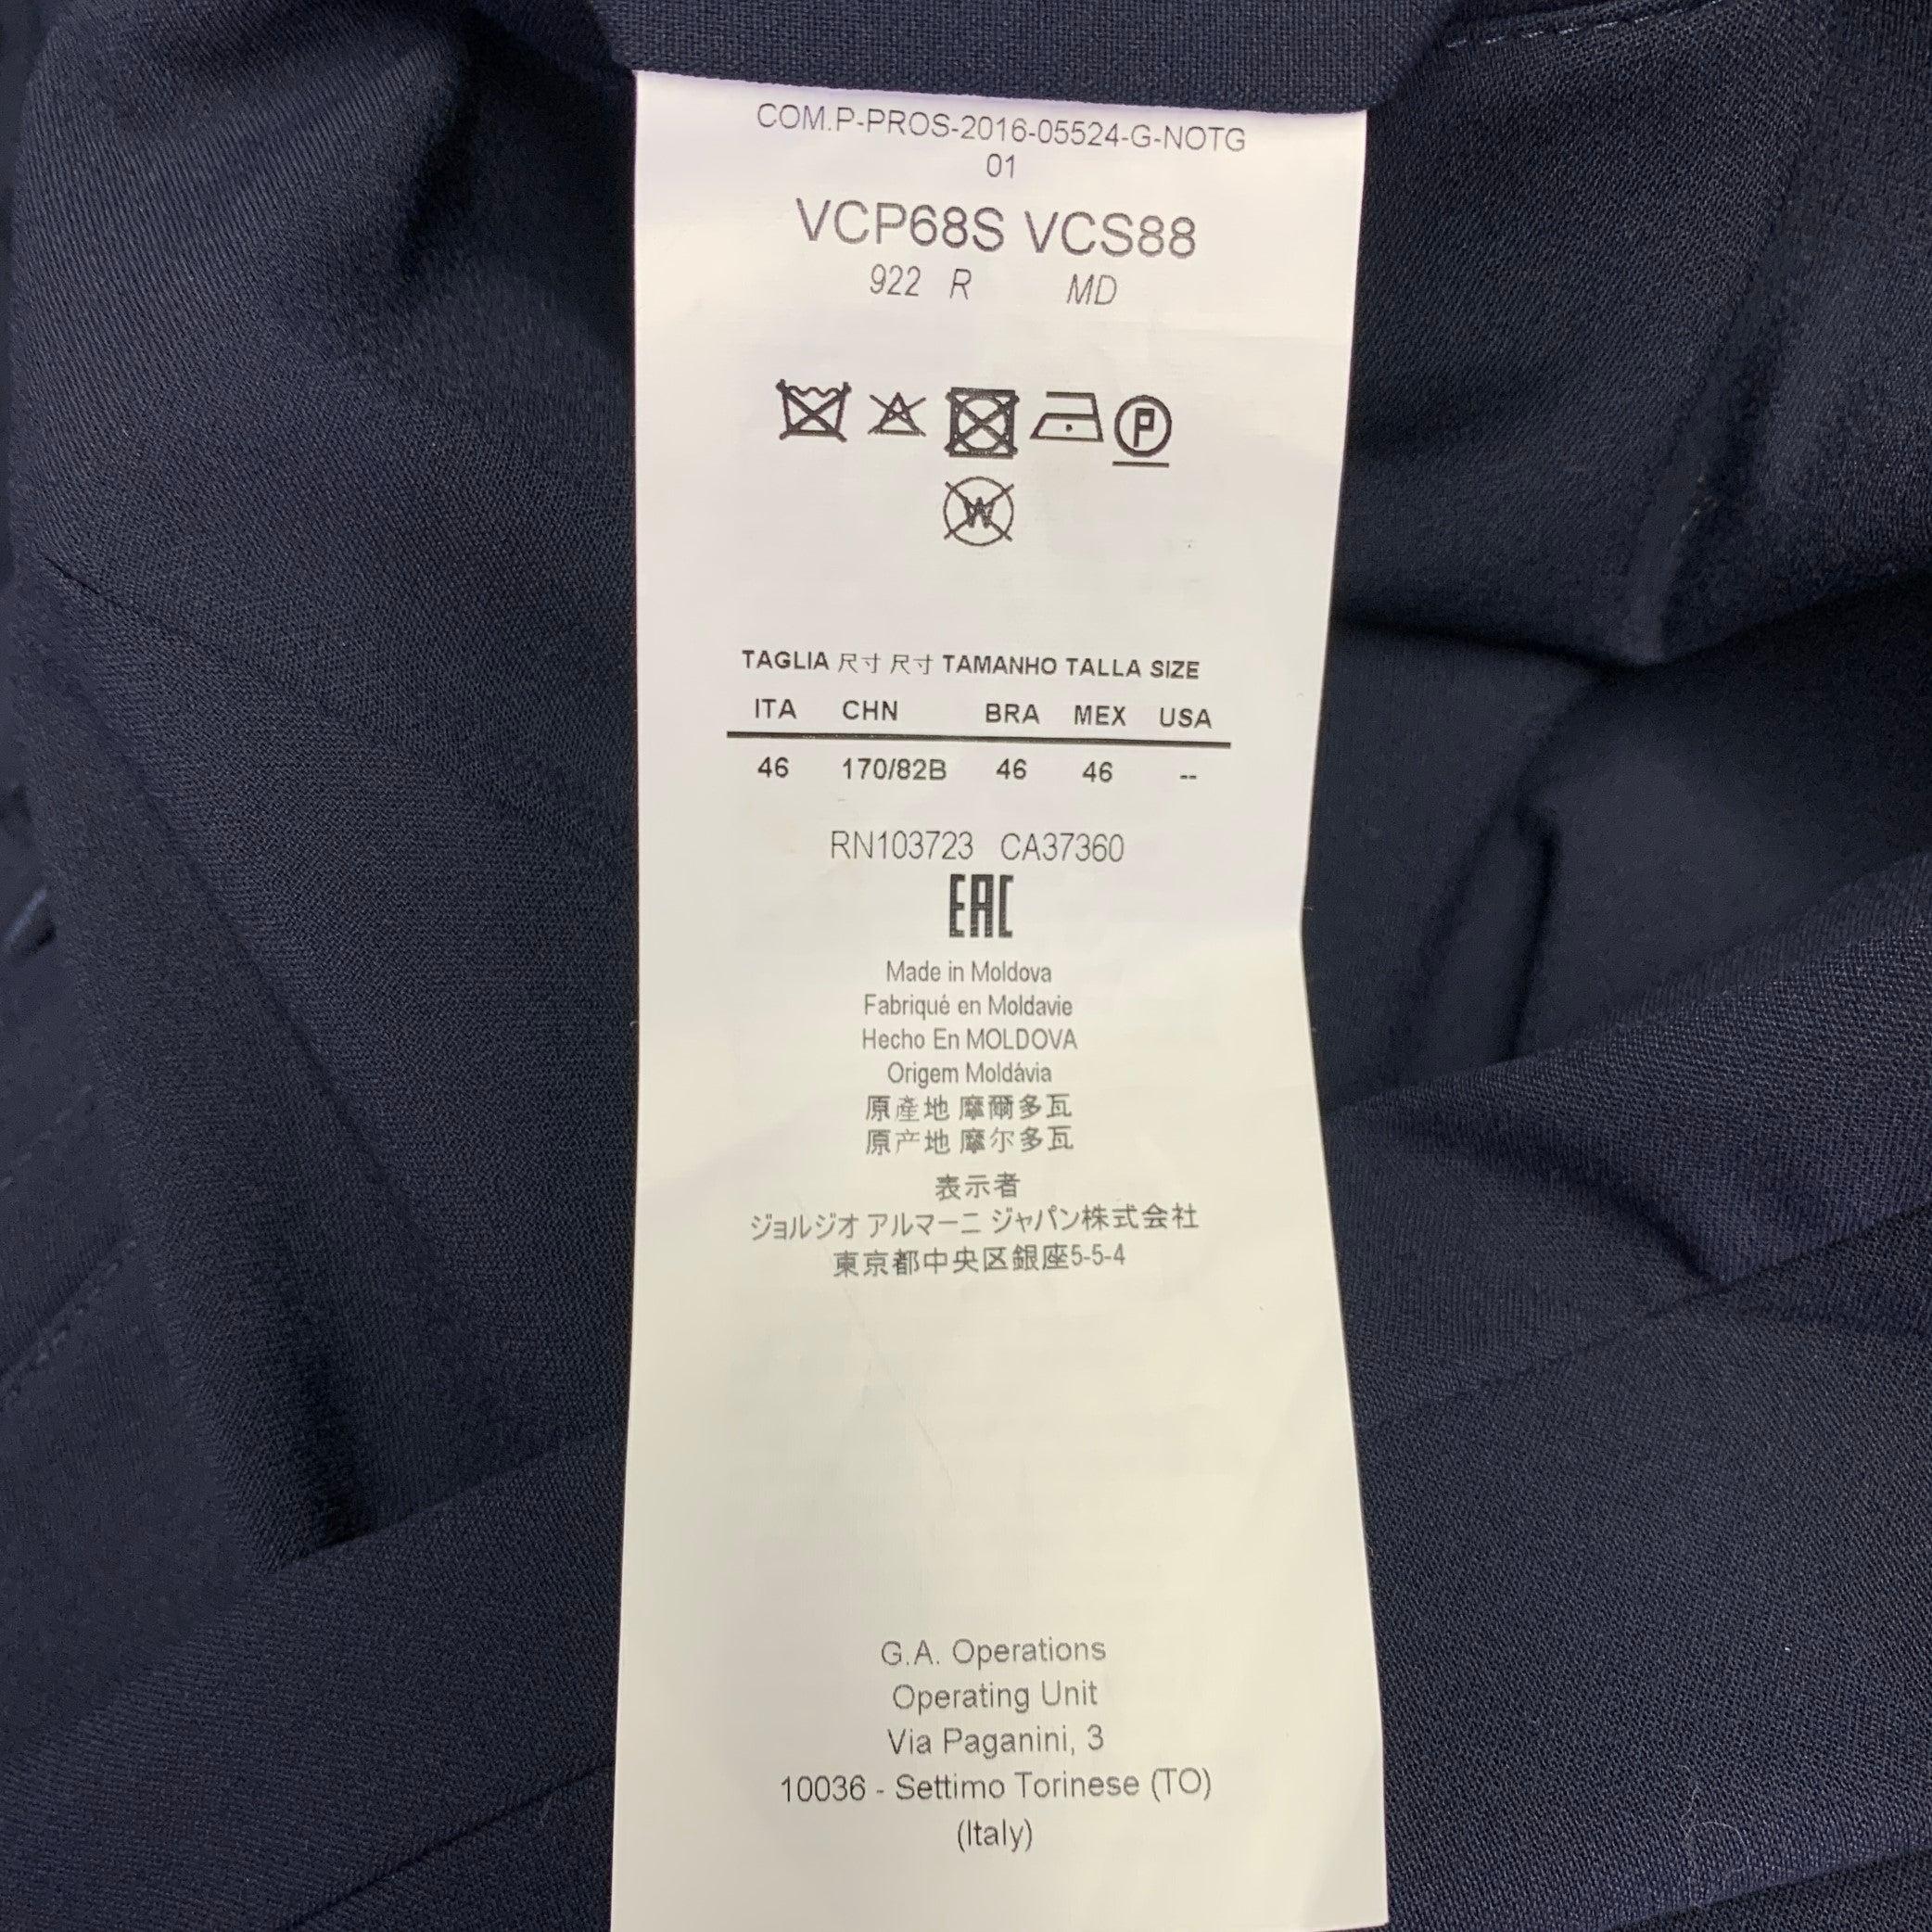 COM.P-PROS-2016-05524-G-NOTG
01
VCP68S VCS88
922 R MD
P
W
TAGLIA 尺寸 尺寸 TAMANHO TALLA SIZE
ITA CHN BRA MEX USA
46 170/82B 46 46 --
RN103723 CA37360
EAC
Made in Moldova
Fabriqué en Moldavie
Hecho En MOLDOVA
Origem Moldávia
原產地 摩爾多瓦
原产地 摩尔多瓦
表示者
ジョルジオ アルマーニ ジャパン株式会社
東京都中央区銀座5-5-4
G.A. Operations
Operating Unit
Via Paganini, 3
10036 - Settimo Torinese (TO)
(Italy)